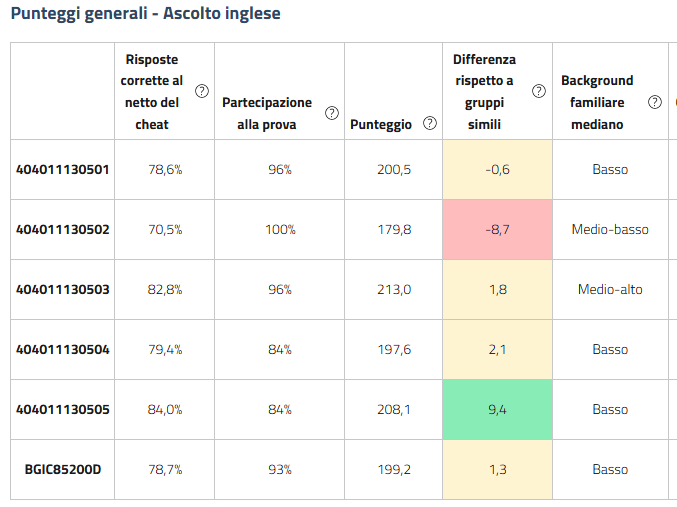 Punteggi generali - Ascolto inglese
Risposte corrette al netto del cheat ? Partecipazione alla prova ? Punteggio ? Differenza rispetto a gruppi simili ? Background familiare mediano ?
404011130501 78,6% 96% 200,5 -0,6 Basso
404011130502 70,5% 100% 179,8 -8,7 Medio-basso
404011130503 82,8% 96% 213,0 1,8 Medio-alto
404011130504 79,4% 84% 197,6 2,1 Basso
404011130505 84,0% 84% 208,1 9,4 Basso
BGIC85200D 78,7% 93% 199,2 1,3 Basso